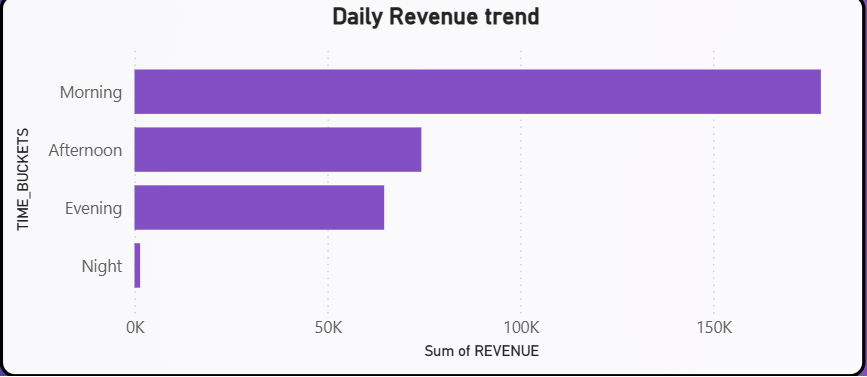 Daily Revenue trend
TIME_BUCKETS
Morning
Afternoon
Evening
Night
0K 50K 100K 150K
Sum of REVENUE